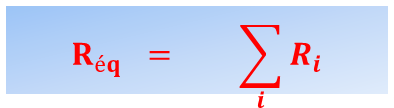 Réq = ∑i Ri